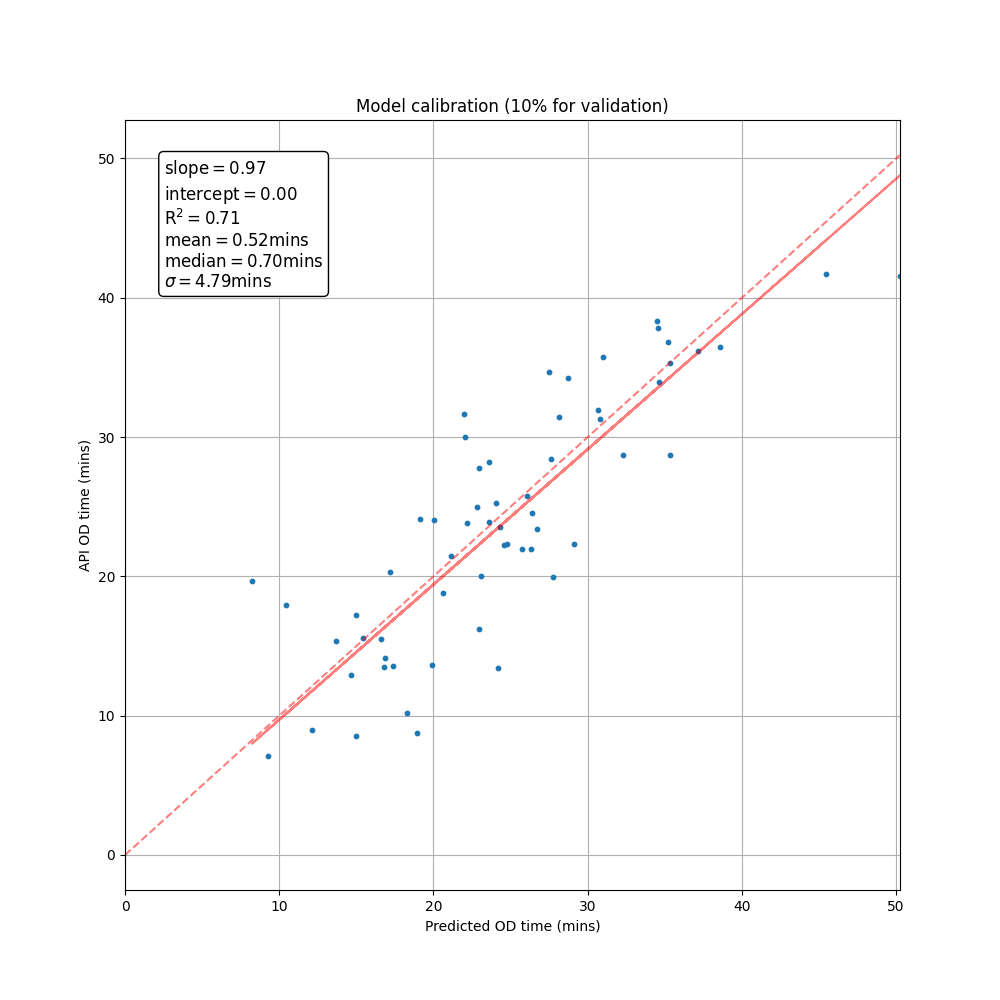 Model calibration (10% for validation)
slope = 0.97
intercept = 0.00
R² = 0.71
mean = 0.52mins
median = 0.70mins
σ = 4.79mins
50
40
30
20
10
0
API OD time (mins)
0 10 20 30 40 50
Predicted OD time (mins)